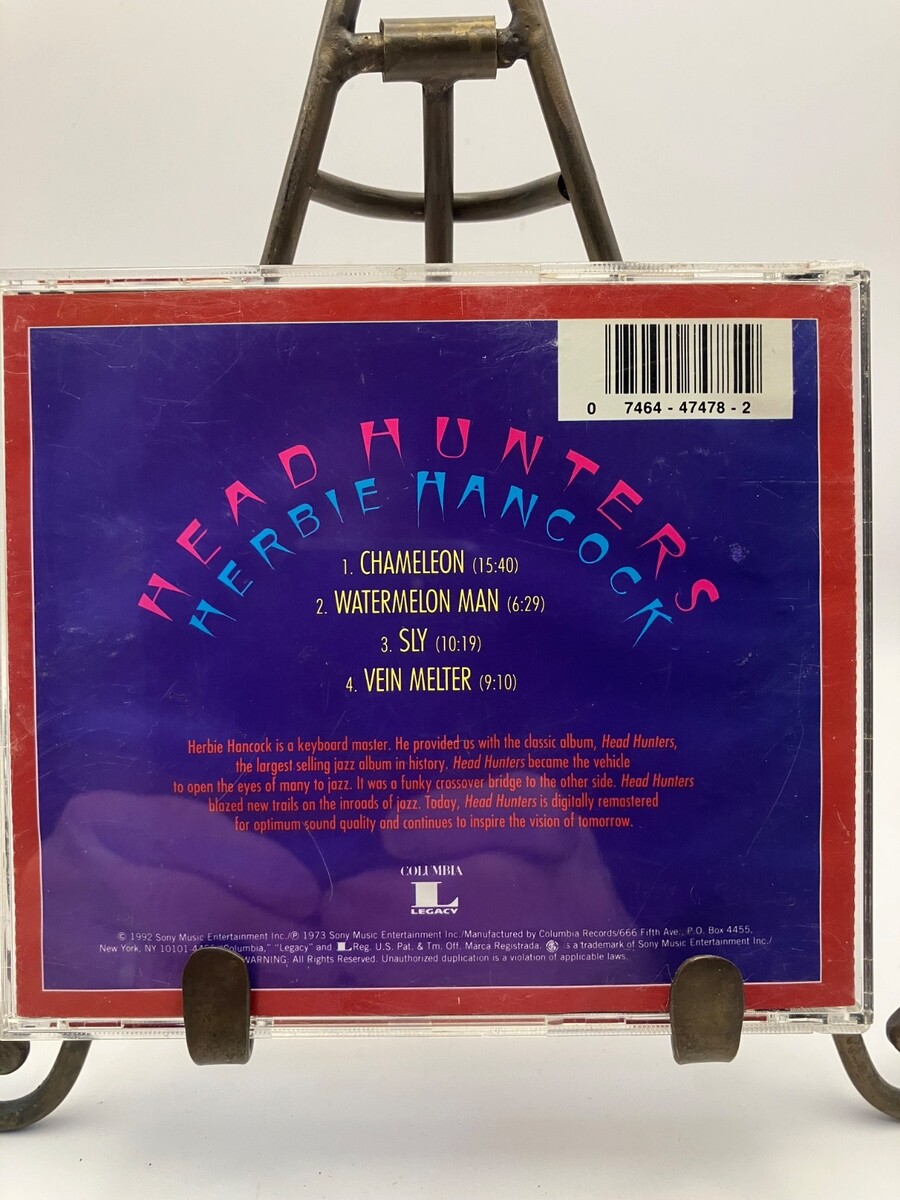 0 7464 - 47478 - 2
HEAD HUNTERS
HERBIE HANCOCK
1. CHAMELEON (15:40)
2. WATERMELON MAN (6:29)
3. SLY (10:19)
4. VEIN MELTER (9:10)
Herbie Hancock is a keyboard master. He provided us with the classic album, Head Hunters,
the largest selling jazz album in history. Head Hunters became the vehicle
to open the eyes of many to jazz. It was a funky crossover bridge to the other side. Head Hunters
blazed new trails on the inroads of jazz. Today, Head Hunters is digitally remastered
for optimum sound quality and continues to inspire the vision of tomorrow.
COLUMBIA
L
LEGACY
© 1992 Sony Music Entertainment Inc./℗ 1973 Sony Music Entertainment Inc./Manufactured by Columbia Records/666 Fifth Ave., P.O. Box 4455,
New York, NY 10101-4455/"Columbia," "Legacy" and L Reg. U.S. Pat. & Tm. Off. Marca Registrada. is a trademark of Sony Music Entertainment Inc./
WARNING: All Rights Reserved. Unauthorized duplication is a violation of applicable laws.